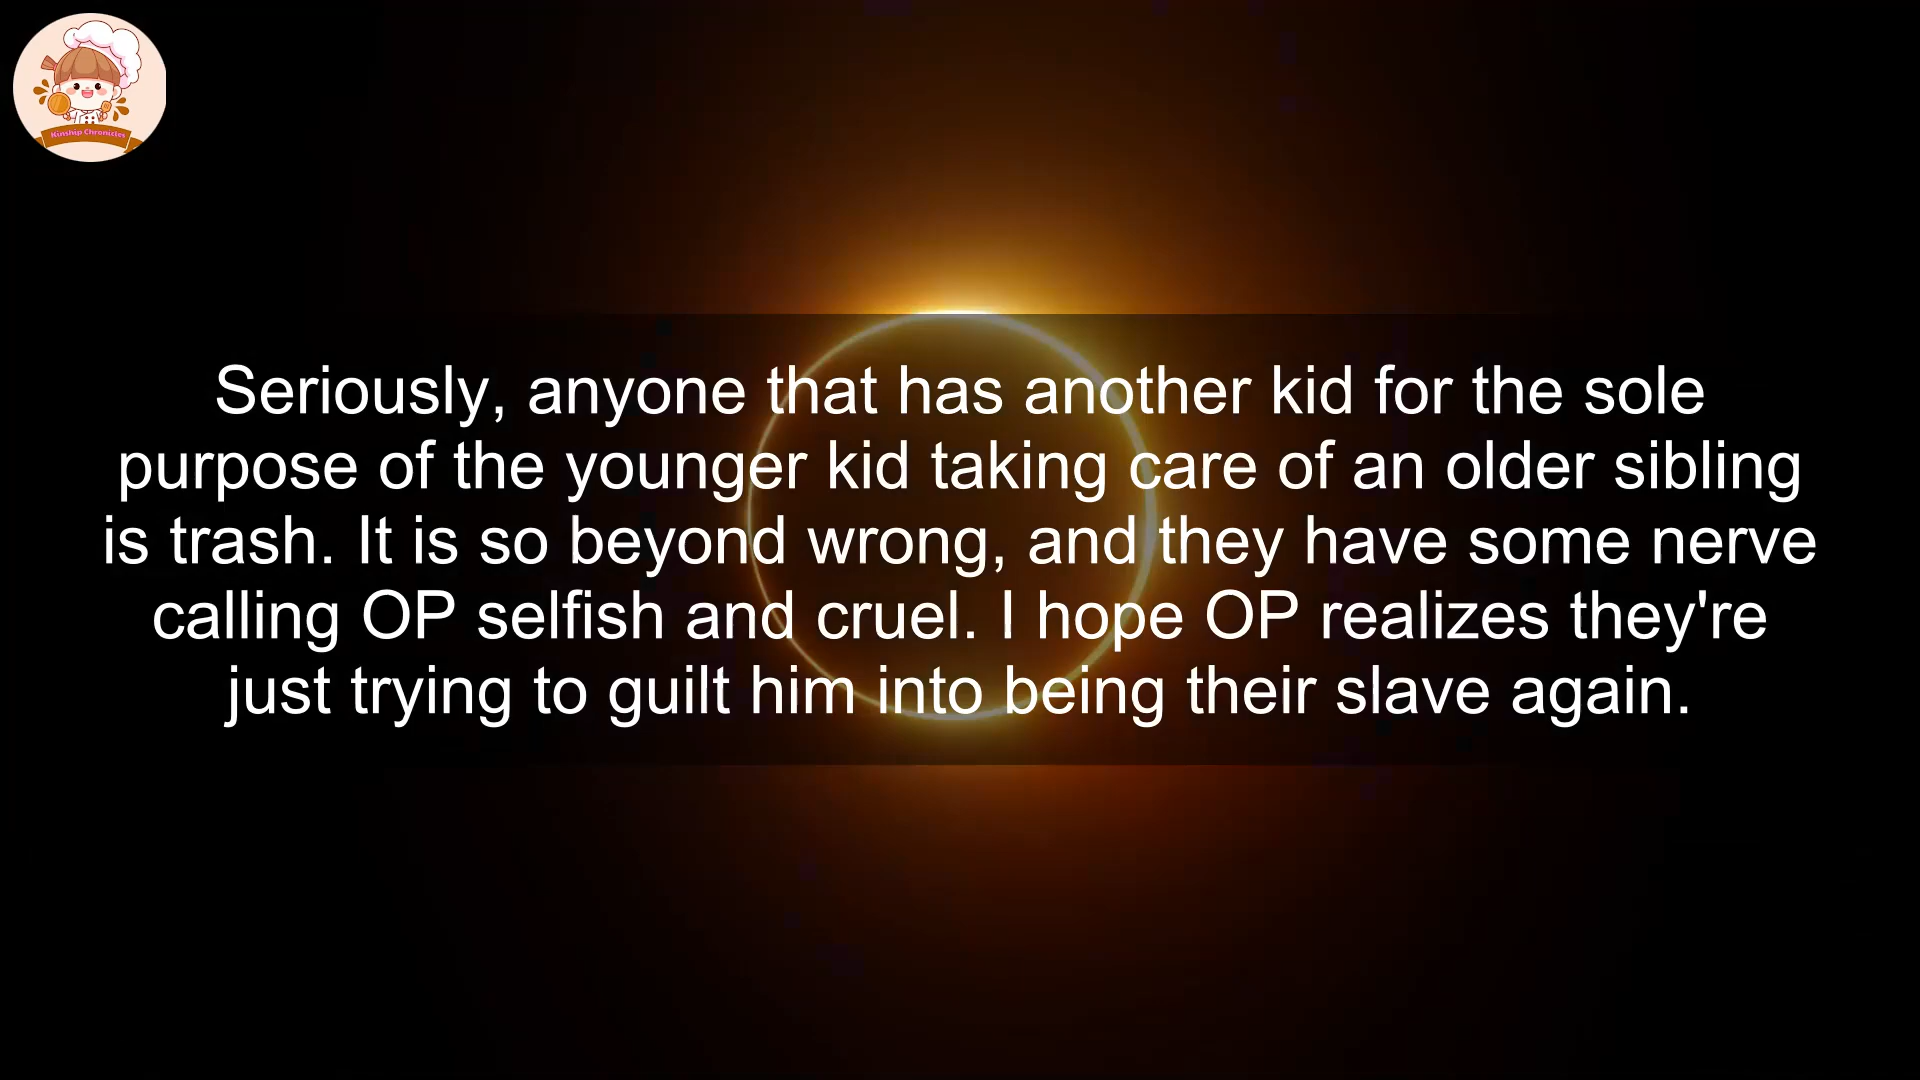 Kinship Chronicles
Seriously, anyone that has another kid for the sole
purpose of the younger kid taking care of an older sibling
is trash. It is so beyond wrong, and they have some nerve
calling OP selfish and cruel. I hope OP realizes they're
just trying to guilt him into being their slave again.